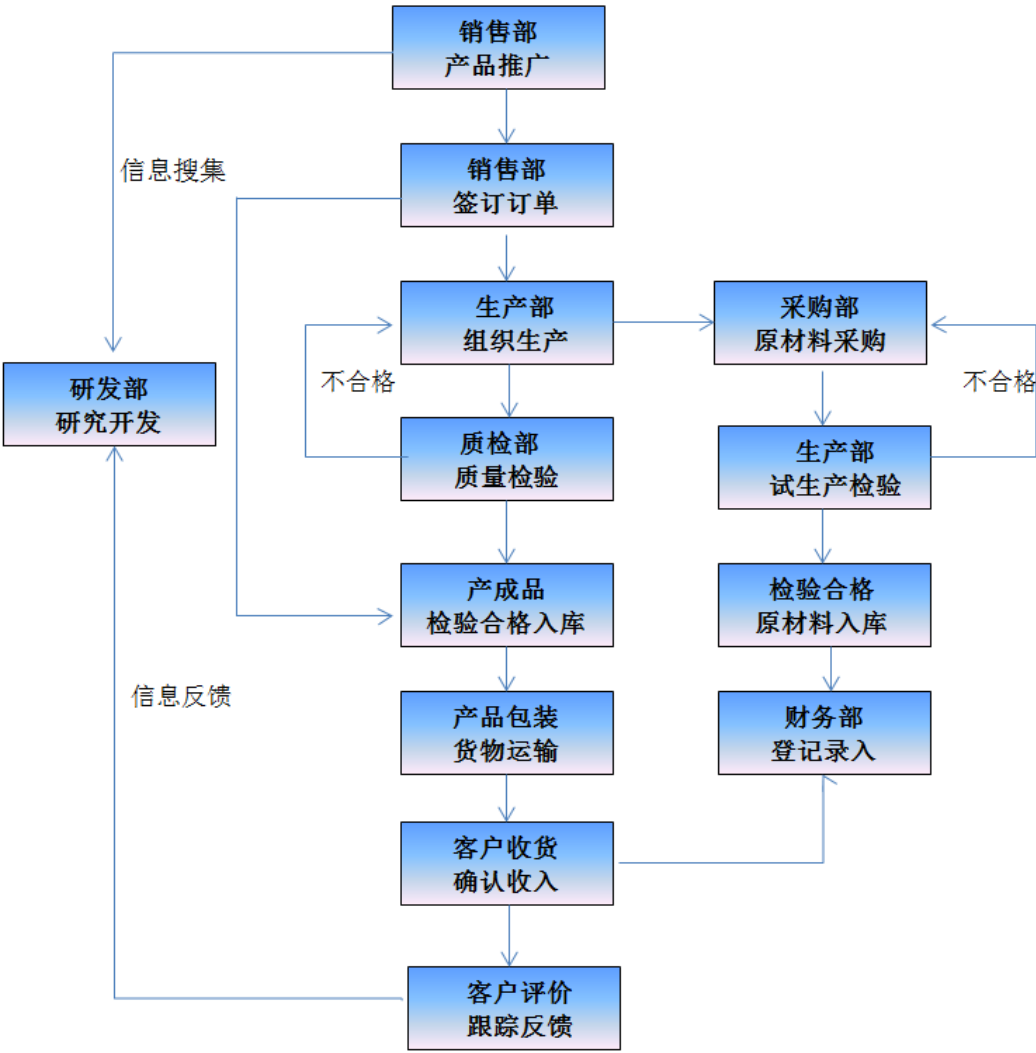 销售部
产品推广
信息搜集
销售部
签订订单
生产部
组织生产
采购部
原材料采购
不合格
不合格
研发部
研究开发
质检部
质量检验
生产部
试生产检验
产成品
检验合格入库
检验合格
原材料入库
信息反馈
产品包装
货物运输
财务部
登记录入
客户收货
确认收入
客户评价
跟踪反馈